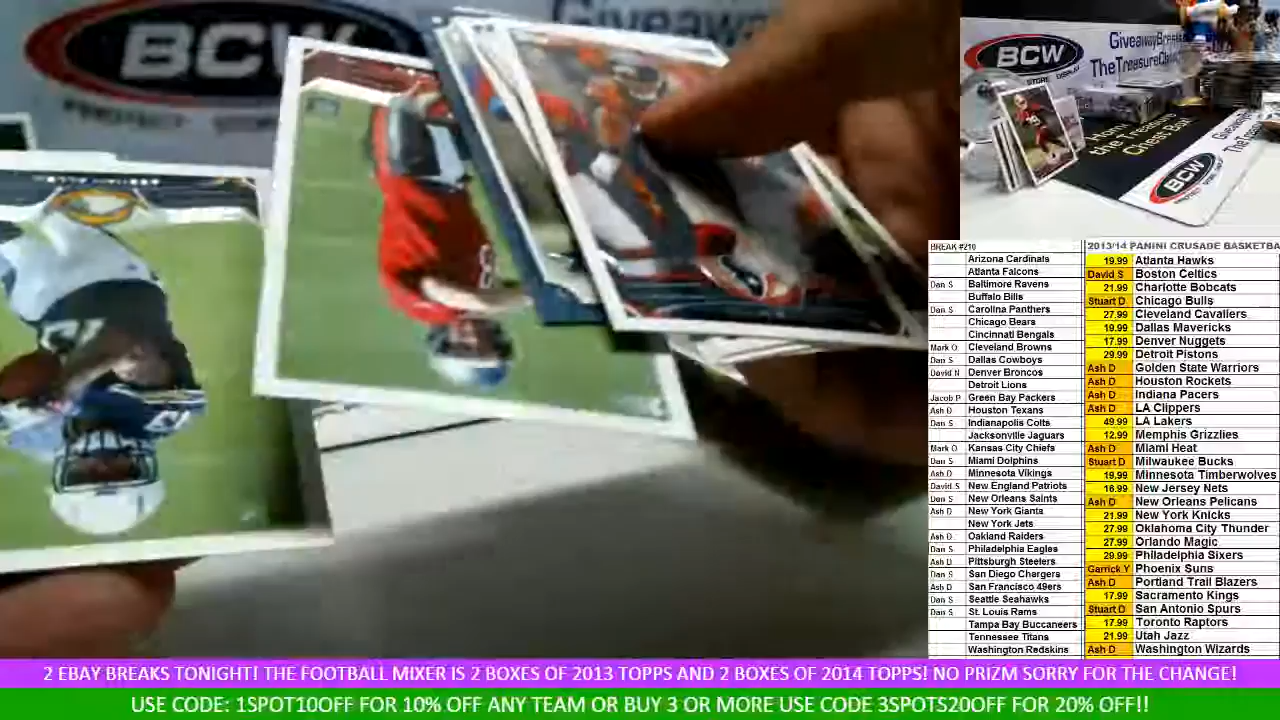 BCW
GiveawayBreak
TheTreasureCh
STORE DISPLAY
the Treasure
Chest Box
BCW
BCW
Giveaway
BREAK #210
Arizona Cardinals
Atlanta Falcons
Dan S Baltimore Ravens
Buffalo Bills
Dan S Carolina Panthers
Chicago Bears
Cincinnati Bengals
Mark O Cleveland Browns
Dan S Dallas Cowboys
David N Denver Broncos
Detroit Lions
Jacob P Green Bay Packers
Ash D Houston Texans
Dan S Indianapolis Colts
Jacksonville Jaguars
Mark O Kansas City Chiefs
Dan S Miami Dolphins
Ash D Minnesota Vikings
David S New England Patriots
Dan S New Orleans Saints
Ash D New York Giants
New York Jets
Ash D Oakland Raiders
Dan S Philadelphia Eagles
Ash D Pittsburgh Steelers
Dan S San Diego Chargers
Ash D San Francisco 49ers
Dan S Seattle Seahawks
Dan S St. Louis Rams
Tampa Bay Buccaneers
Tennessee Titans
Washington Redskins
2013/14 PANINI CRUSADE BASKETBA
19.99 Atlanta Hawks
David S Boston Celtics
21.99 Charlotte Bobcats
Stuart D Chicago Bulls
27.99 Cleveland Cavaliers
19.99 Dallas Mavericks
17.99 Denver Nuggets
29.99 Detroit Pistons
Ash D Golden State Warriors
Ash D Houston Rockets
Ash D Indiana Pacers
Ash D LA Clippers
49.99 LA Lakers
12.99 Memphis Grizzlies
Ash D Miami Heat
Stuart D Milwaukee Bucks
19.99 Minnesota Timberwolves
16.99 New Jersey Nets
Ash D New Orleans Pelicans
21.99 New York Knicks
27.99 Oklahoma City Thunder
27.99 Orlando Magic
29.99 Philadelphia Sixers
Garrick Y Phoenix Suns
Ash D Portland Trail Blazers
17.99 Sacramento Kings
Stuart D San Antonio Spurs
17.99 Toronto Raptors
21.99 Utah Jazz
Ash D Washington Wizards
2 EBAY BREAKS TONIGHT! THE FOOTBALL MIXER IS 2 BOXES OF 2013 TOPPS AND 2 BOXES OF 2014 TOPPS! NO PRIZM SORRY FOR THE CHANGE!
USE CODE: 1SPOT10OFF FOR 10% OFF ANY TEAM OR BUY 3 OR MORE USE CODE 3SPOTS20OFF FOR 20% OFF!!